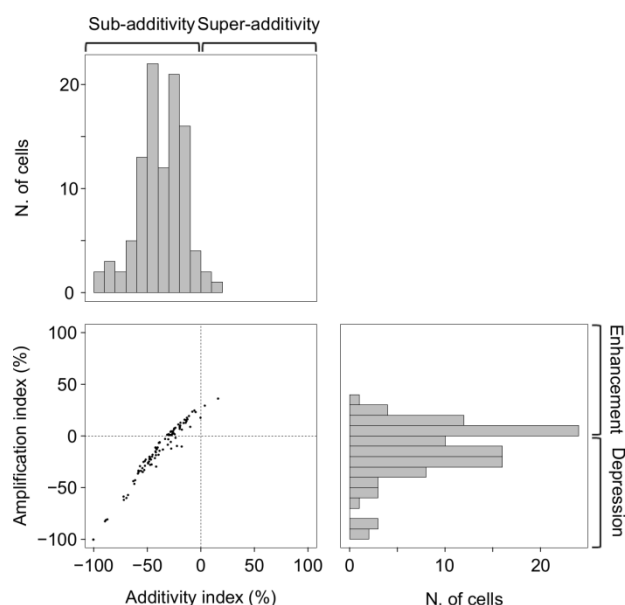 Sub-additivity Super-additivity
20
10
0
N. of cells
100
50
0
−50
−100
Amplification index (%)
−100 −50 0 50 100
Additivity index (%)
0 10 20
N. of cells
Enhancement
Depression